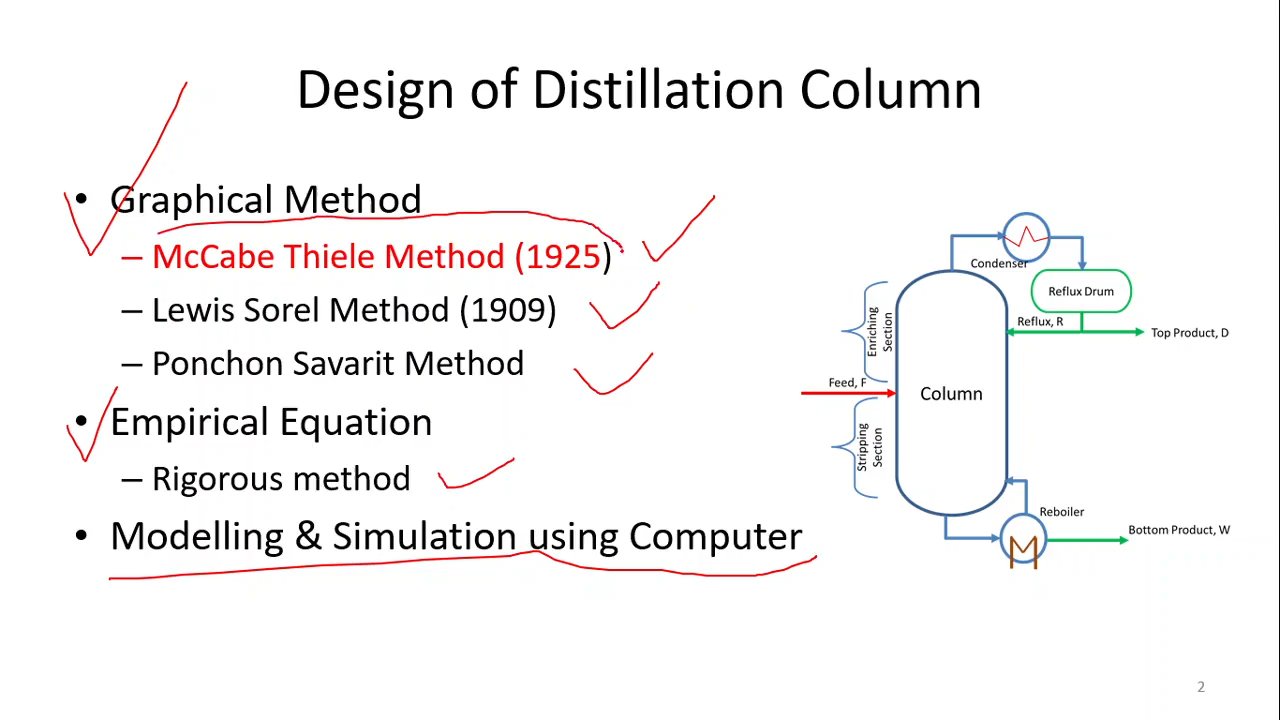 Design of Distillation Column
• Graphical Method
– McCabe Thiele Method (1925)
– Lewis Sorel Method (1909)
– Ponchon Savarit Method
• Empirical Equation
– Rigorous method
• Modelling & Simulation using Computer
Condenser
Reflux Drum
Reflux, R
Top Product, D
Enriching
Section
Feed, F
Column
Stripping
Section
Reboiler
Bottom Product, W
2